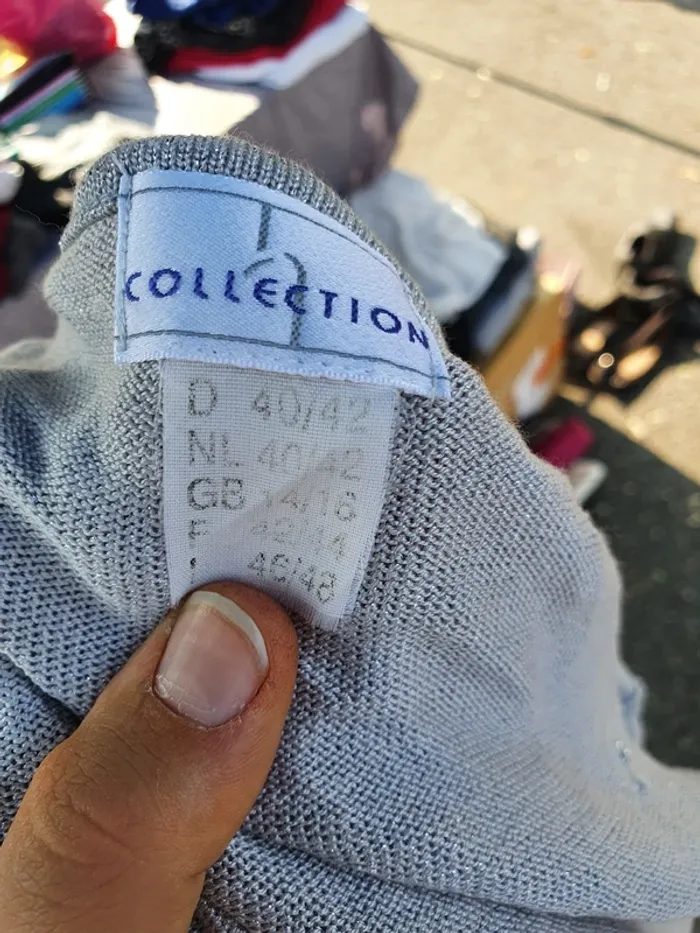 COLLECTION
D 40/42
NL 40/42
GB 14/16
F 42/44
46/48